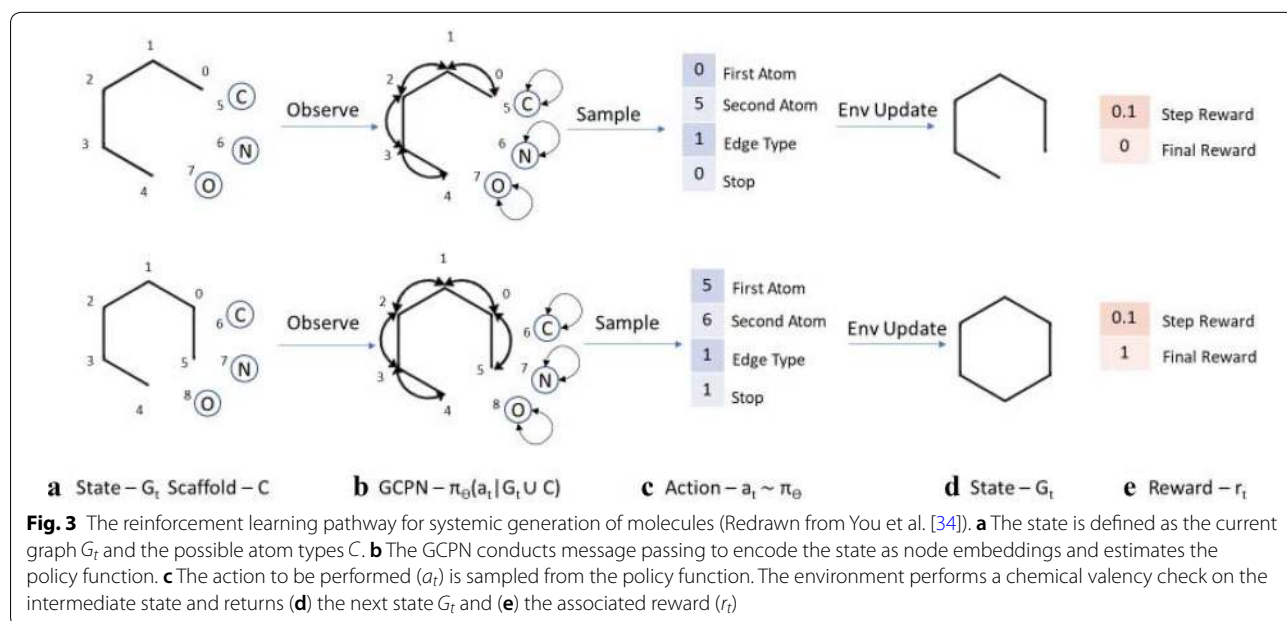 1
0
2
5 C
6 N
3
7 O
4
Observe
1
2
0
5 C
6 N
3
7 O
4
Sample
0 First Atom
5 Second Atom
1 Edge Type
0 Stop
Env Update
0.1 Step Reward
0 Final Reward
1
2
0
6 C
3
5
7 N
4
8 O
Observe
1
2
0
6 C
3
5
7 N
4
8 O
Sample
5 First Atom
6 Second Atom
1 Edge Type
1 Stop
Env Update
0.1 Step Reward
1 Final Reward
a State – Gt Scaffold – C
b GCPN – πΘ(at|Gt ∪ C)
c Action – at ~ πΘ
d State – Gt
e Reward – rt
Fig. 3 The reinforcement learning pathway for systemic generation of molecules (Redrawn from You et al. [34]). a The state is defined as the current
graph Gt and the possible atom types C. b The GCPN conducts message passing to encode the state as node embeddings and estimates the
policy function. c The action to be performed (at) is sampled from the policy function. The environment performs a chemical valency check on the
intermediate state and returns (d) the next state Gt and (e) the associated reward (rt)